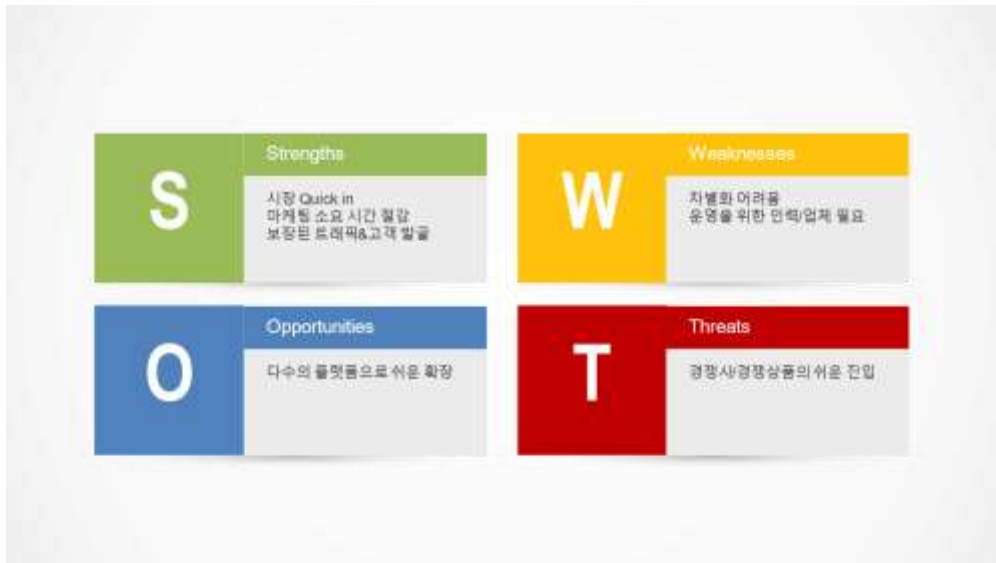 S
Strengths
시장 Quick in
마케팅 소요 시간 절감
보장된 트래픽&고객 발굴
W
Weaknesses
차별화 어려움
운영을 위한 인력/업체 필요
O
Opportunities
다수의 플랫폼으로 쉬운 확장
T
Threats
경쟁사/경쟁상품의 쉬운 진입